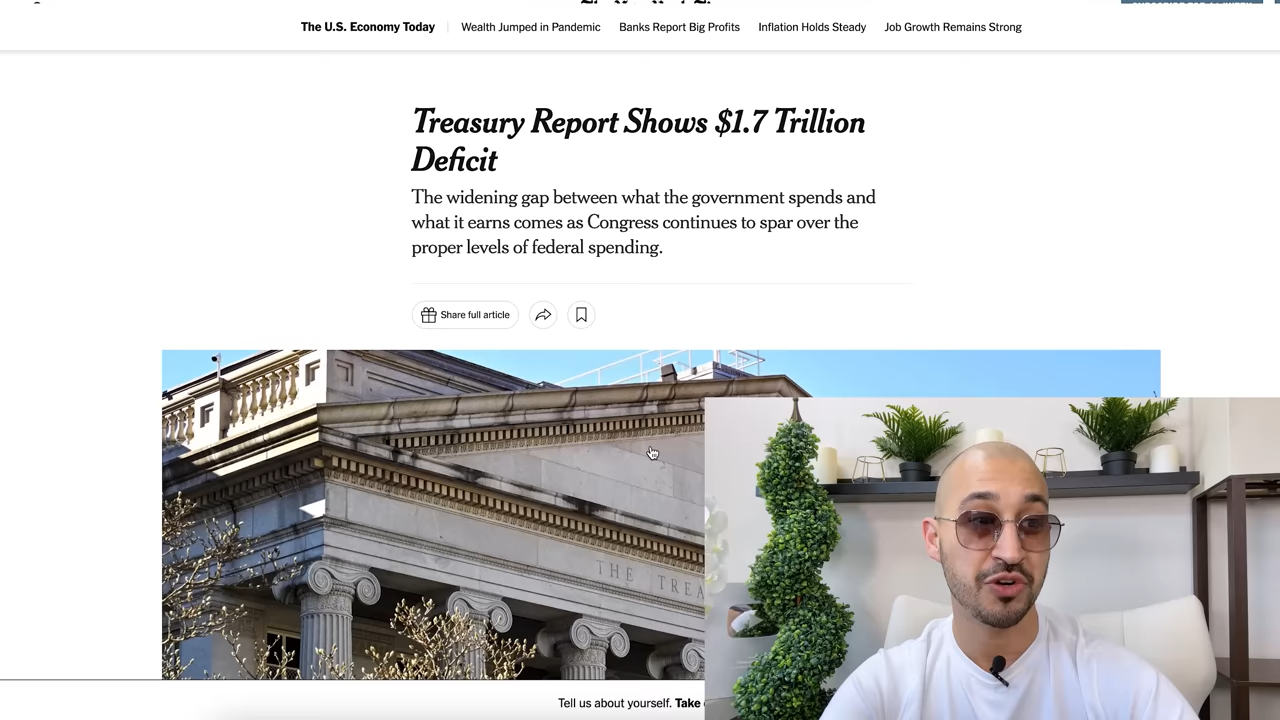 The U.S. Economy Today
Wealth Jumped in Pandemic
Banks Report Big Profits
Inflation Holds Steady
Job Growth Remains Strong
Treasury Report Shows $1.7 Trillion
Deficit
The widening gap between what the government spends and
what it earns comes as Congress continues to spar over the
proper levels of federal spending.
Share full article
THE TREA
Tell us about yourself. Take